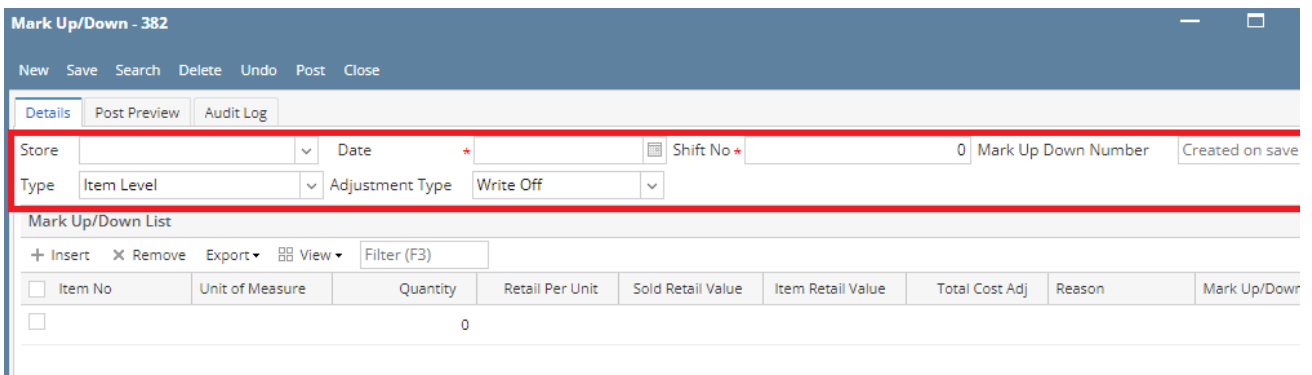 Mark Up/Down - 382
New Save Search Delete Undo Post Close
Details Post Preview Audit Log
Store Date * Shift No * 0 Mark Up Down Number Created on save
Type Item Level Adjustment Type Write Off
Mark Up/Down List
+ Insert × Remove Export View Filter (F3)
Item No Unit of Measure Quantity Retail Per Unit Sold Retail Value Item Retail Value Total Cost Adj Reason Mark Up/Down
0